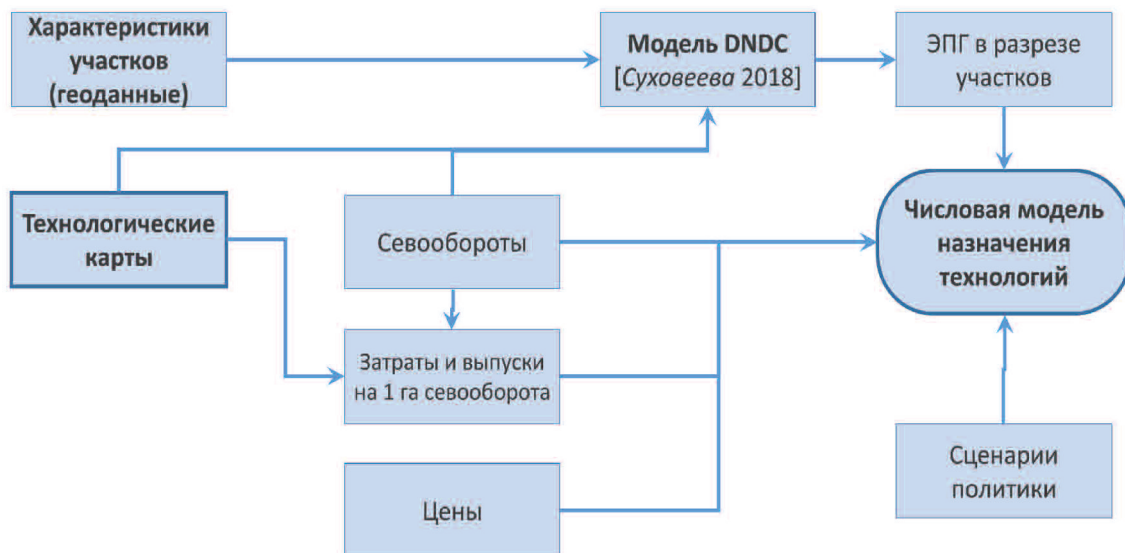 Характеристики
участков
(геоданные)
Модель DNDC
[Суховеева 2018]
ЭПГ в разрезе
участков
Технологические
карты
Севообороты
Числовая модель
назначения
технологий
Затраты и выпуски
на 1 га севооборота
Цены
Сценарии
политики